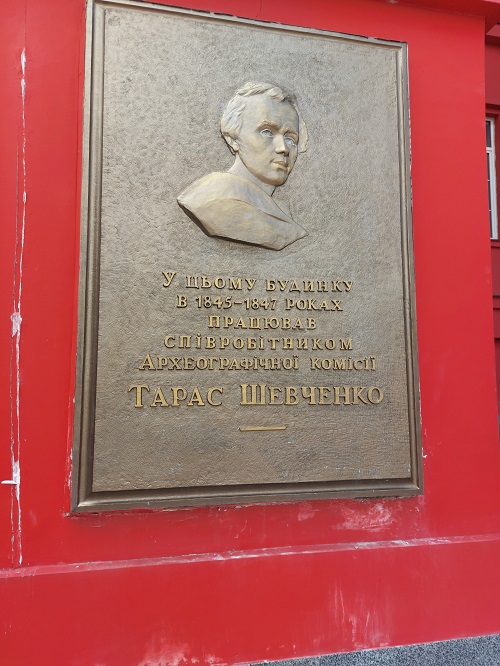 У ЦЬОМУ БУДИНКУ
В 1845-1847 РОКАХ
ПРАЦЮВАВ
СПІВРОБІТНИКОМ
АРХЕОГРАФІЧНОЇ КОМІСІЇ
ТАРАС ШЕВЧЕНКО